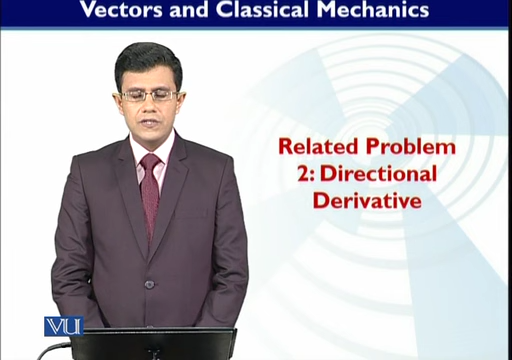 Vectors and Classical Mechanics
Related Problem
2: Directional
Derivative
VU